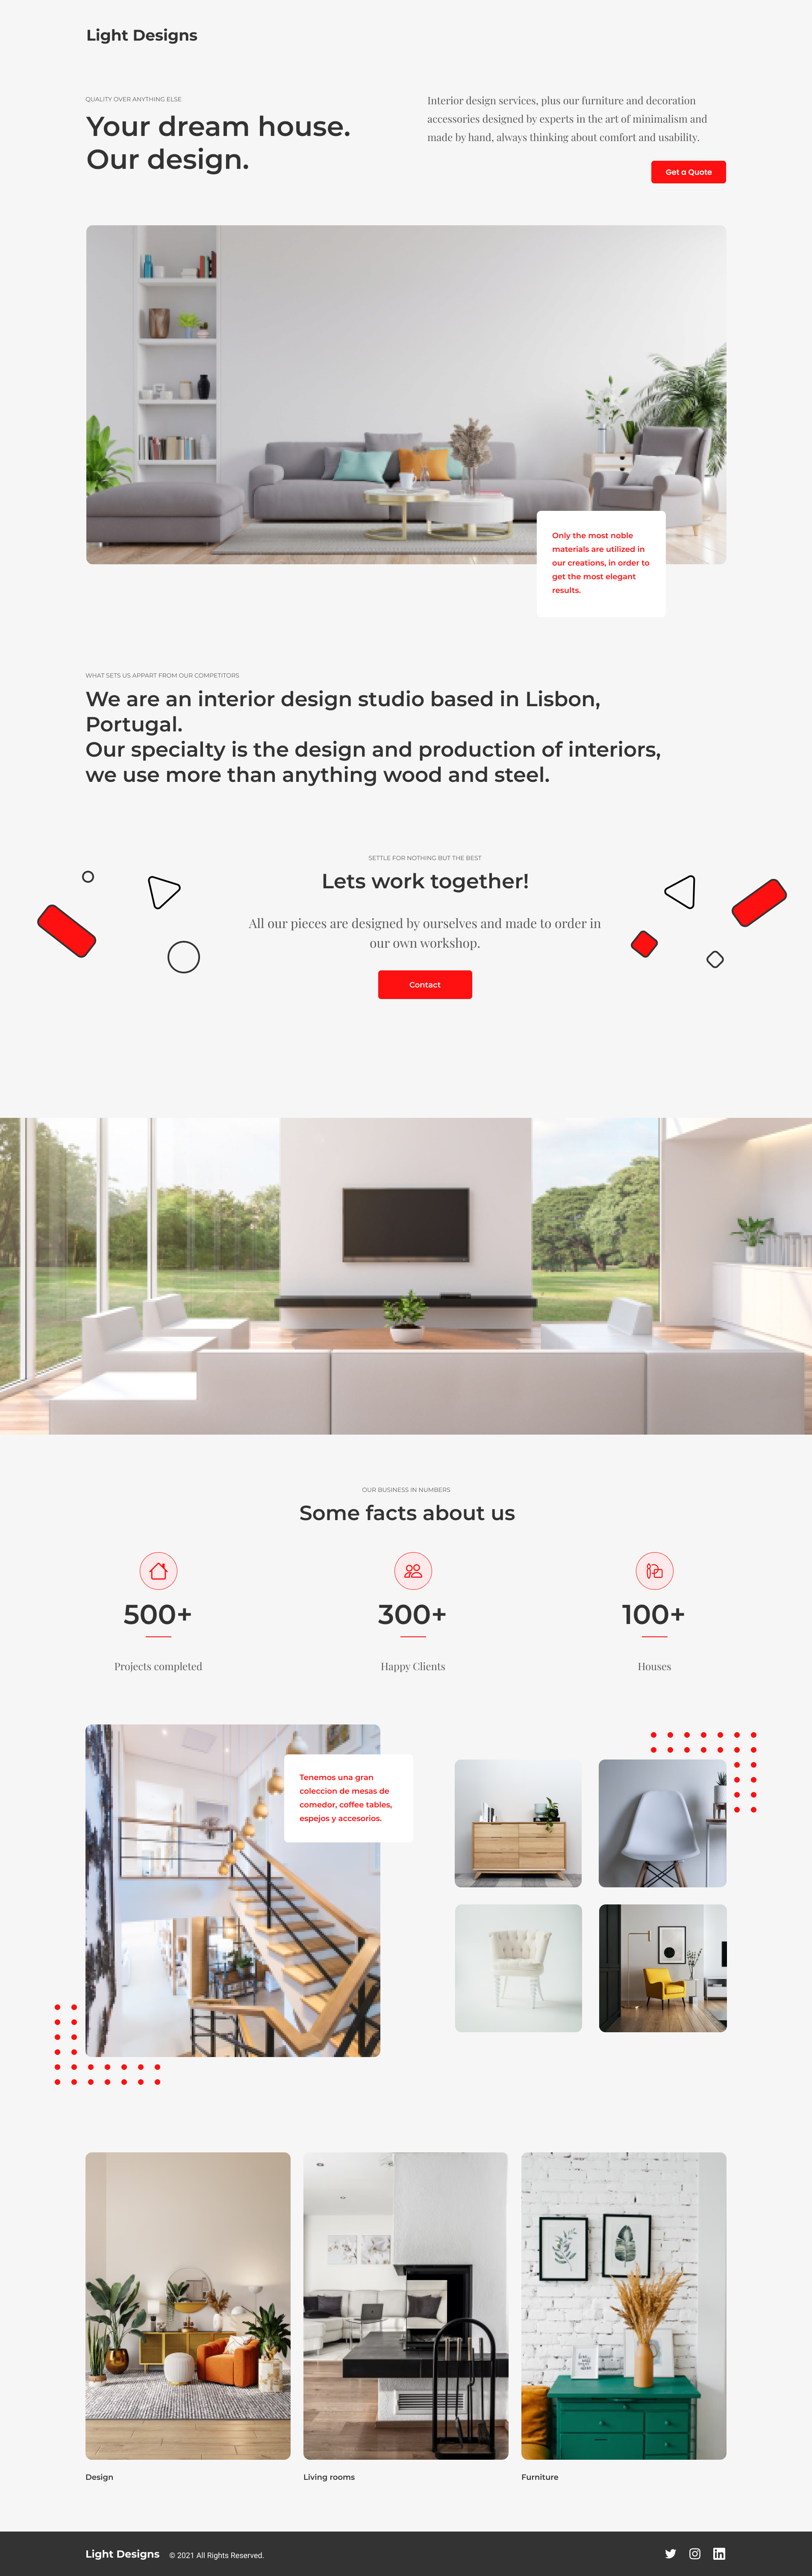 Light Designs
QUALITY OVER ANYTHING ELSE
Your dream house.
Our design.
Interior design services, plus our furniture and decoration
accessories designed by experts in the art of minimalism and
made by hand, always thinking about comfort and usability.
Get a Quote
Only the most noble
materials are utilized in
our creations, in order to
get the most elegant
results.
WHAT SETS US APPART FROM OUR COMPETITORS
We are an interior design studio based in Lisbon,
Portugal.
Our specialty is the design and production of interiors,
we use more than anything wood and steel.
SETTLE FOR NOTHING BUT THE BEST
Lets work together!
All our pieces are designed by ourselves and made to order in
our own workshop.
Contact
OUR BUSINESS IN NUMBERS
Some facts about us
500+
Projects completed
300+
Happy Clients
100+
Houses
Tenemos una gran
coleccion de mesas de
comedor, coffee tables,
espejos y accesorios.
Design
Living rooms
Furniture
Light Designs
© 2021 All Rights Reserved.